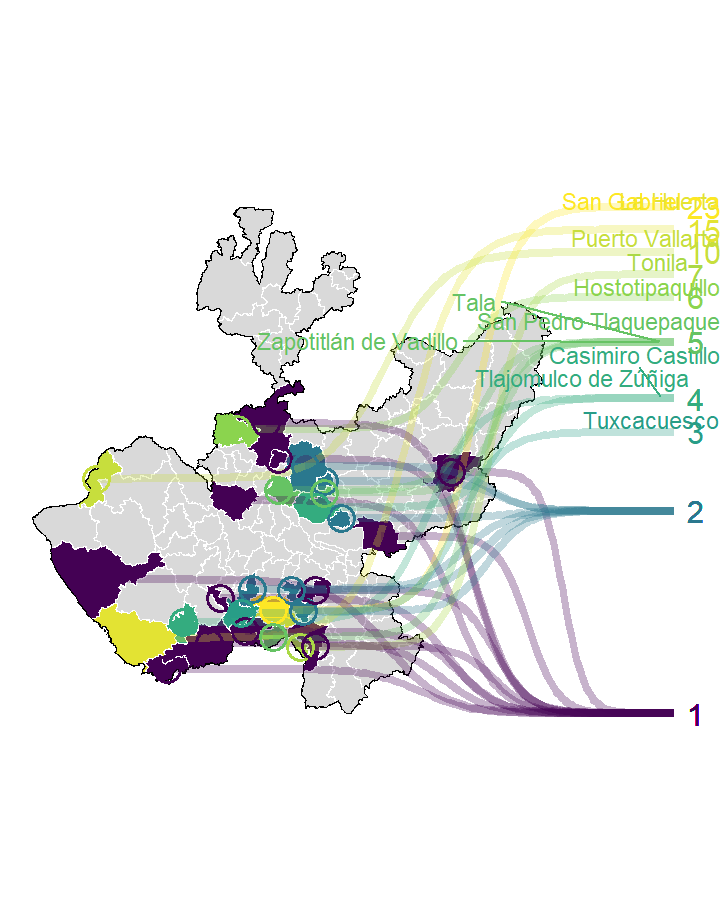 San Gabriel
La Huerta
23
15
Puerto Vallarta
10
Tonila
7
Hostotipaquillo
6
Tala
San Pedro Tlaquepaque
Zapotitlán de Vadillo
5
Casimiro Castillo
Tlajomulco de Zúñiga
4
Tuxcacuesco
3
2
1